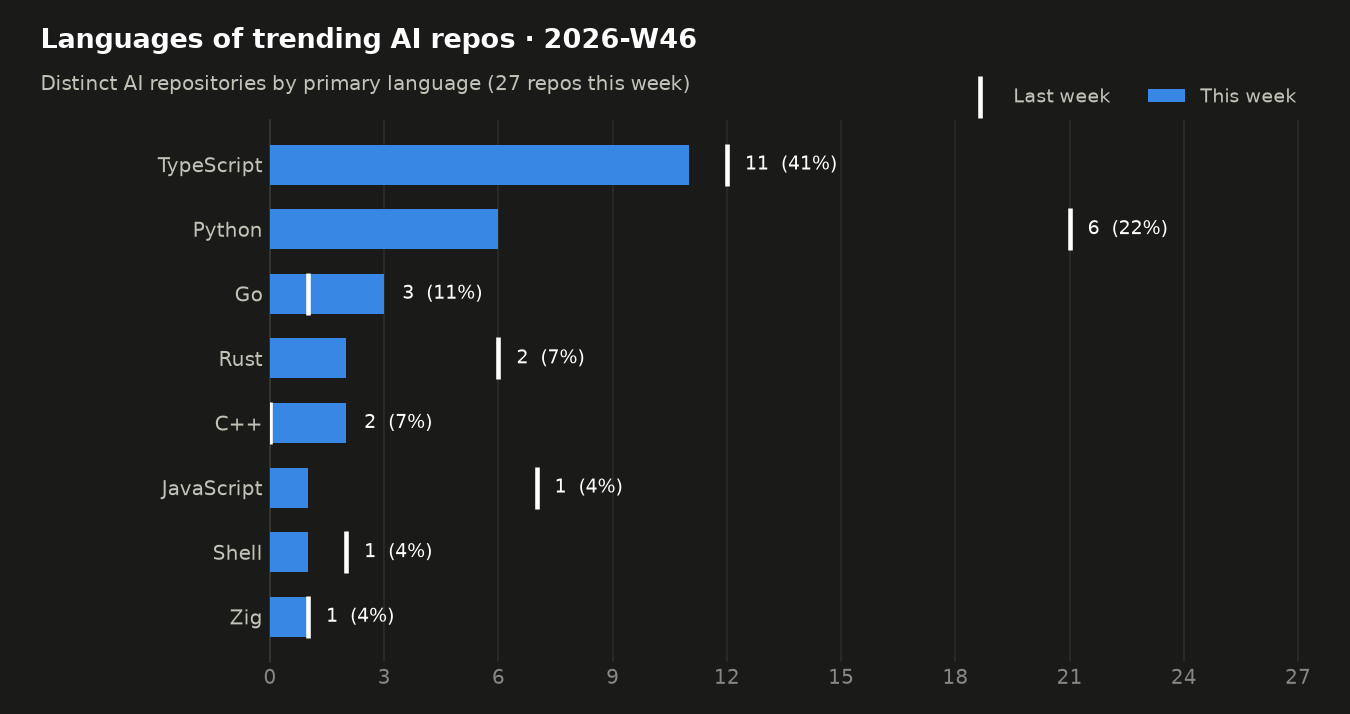 Languages of trending AI repos · 2026-W46
Distinct AI repositories by primary language (27 repos this week)
Last week
This week
TypeScript 11 (41%)
Python 6 (22%)
Go 3 (11%)
Rust 2 (7%)
C++ 2 (7%)
JavaScript 1 (4%)
Shell 1 (4%)
Zig 1 (4%)
0 3 6 9 12 15 18 21 24 27